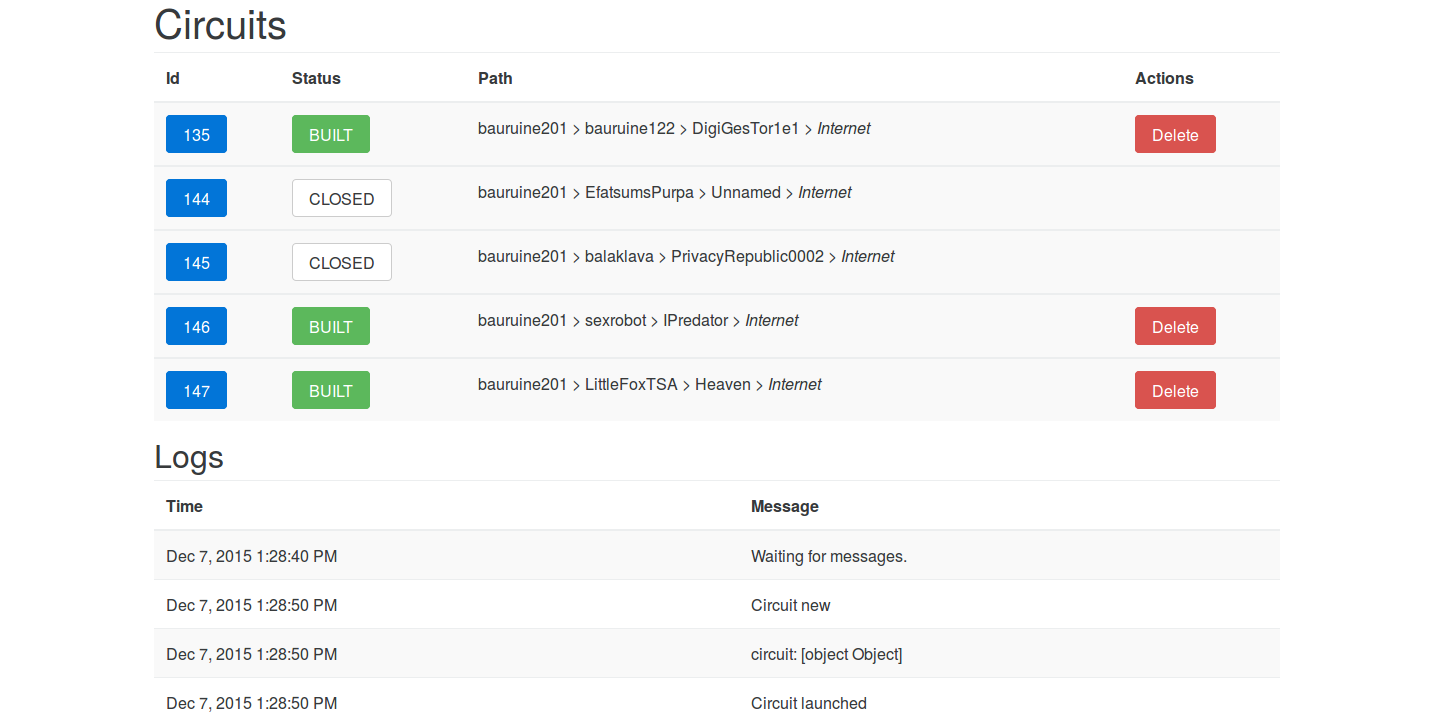 Circuits
Id Status Path Actions
135 BUILT bauruine201 > bauruine122 > DigiGesTor1e1 > Internet Delete
144 CLOSED bauruine201 > EfatsumsPurpa > Unnamed > Internet
145 CLOSED bauruine201 > balaklava > PrivacyRepublic0002 > Internet
146 BUILT bauruine201 > sexrobot > IPredator > Internet Delete
147 BUILT bauruine201 > LittleFoxTSA > Heaven > Internet Delete
Logs
Time Message
Dec 7, 2015 1:28:40 PM Waiting for messages.
Dec 7, 2015 1:28:50 PM Circuit new
Dec 7, 2015 1:28:50 PM circuit: [object Object]
Dec 7, 2015 1:28:50 PM Circuit launched